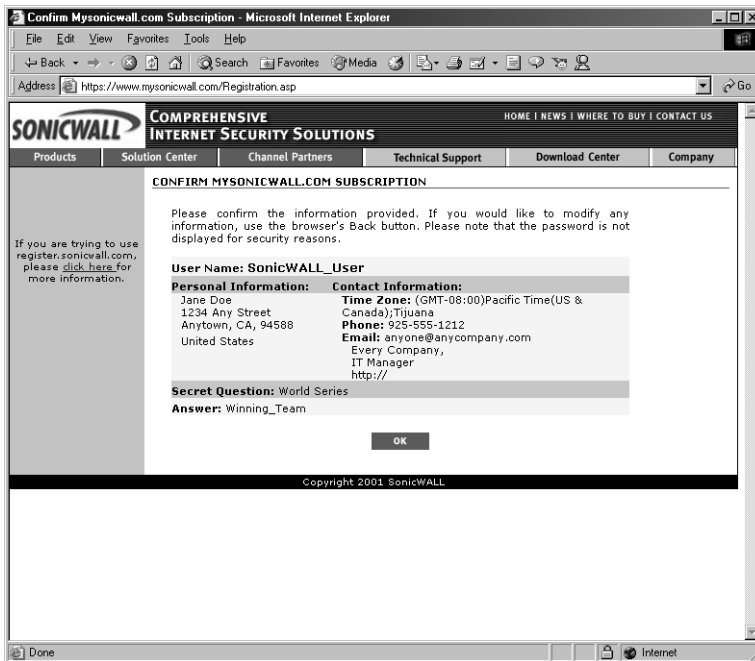 Confirm Mysonicwall.com Subscription - Microsoft Internet Explorer
File Edit View Favorites Tools Help
Back Search Favorites Media
Address https://www.mysonicwall.com/Registration.asp Go
SONICWALL
COMPREHENSIVE
INTERNET SECURITY SOLUTIONS
HOME | NEWS | WHERE TO BUY | CONTACT US
Products Solution Center Channel Partners Technical Support Download Center Company
If you are trying to use
register.sonicwall.com,
please click here for
more information.
CONFIRM MYSONICWALL.COM SUBSCRIPTION
Please confirm the information provided. If you would like to modify any
information, use the browser's Back button. Please note that the password is not
displayed for security reasons.
User Name: SonicWALL_User
Personal Information: Contact Information:
Jane Doe
1234 Any Street
Anytown, CA, 94588
United States
Time Zone: (GMT-08:00)Pacific Time(US &
Canada);Tijuana
Phone: 925-555-1212
Email: anyone@anycompany.com
Every Company,
IT Manager
http://
Secret Question: World Series
Answer: Winning_Team
OK
Copyright 2001 SonicWALL
Done Internet